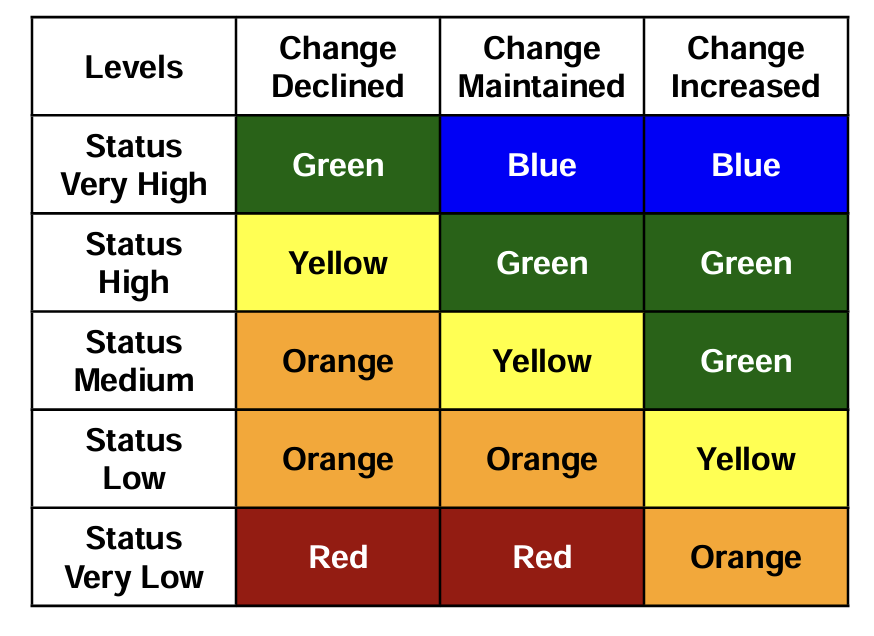 Levels
Change
Declined
Change
Maintained
Change
Increased
Status
Very High
Green
Blue
Blue
Status
High
Yellow
Green
Green
Status
Medium
Orange
Yellow
Green
Status
Low
Orange
Orange
Yellow
Status
Very Low
Red
Red
Orange